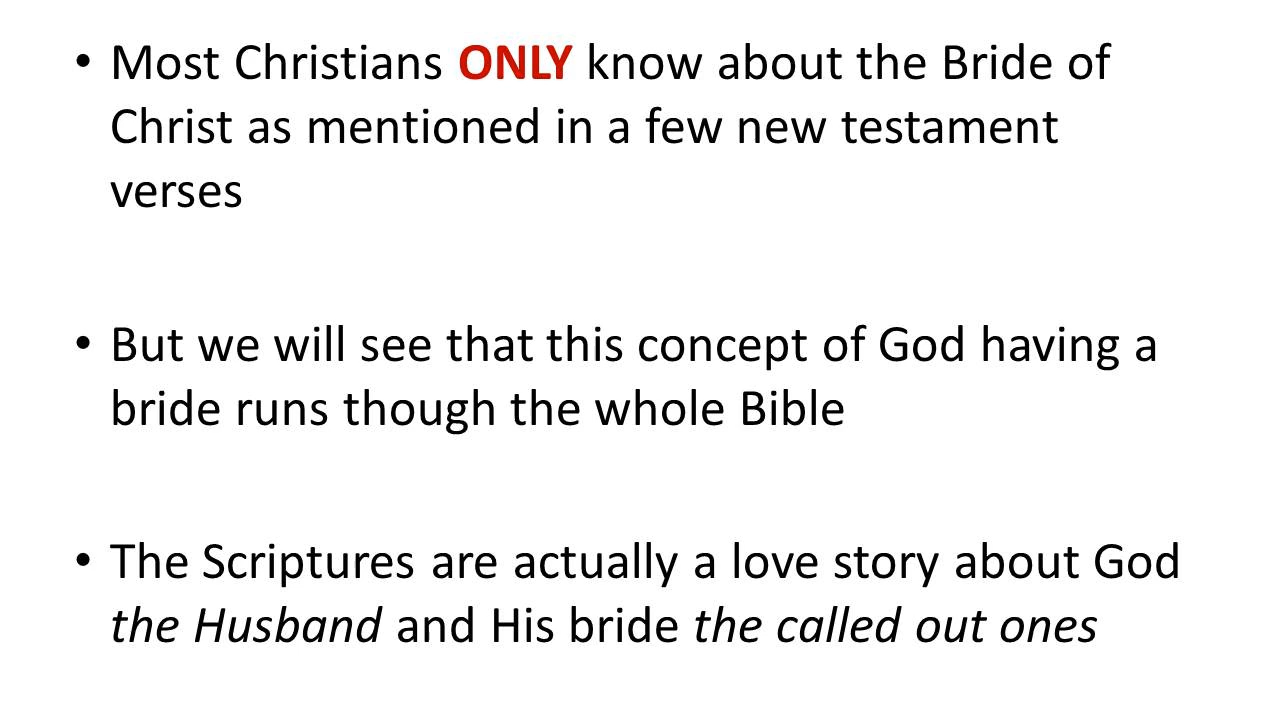 • Most Christians ONLY know about the Bride of
Christ as mentioned in a few new testament
verses
• But we will see that this concept of God having a
bride runs though the whole Bible
• The Scriptures are actually a love story about God
the Husband and His bride the called out ones